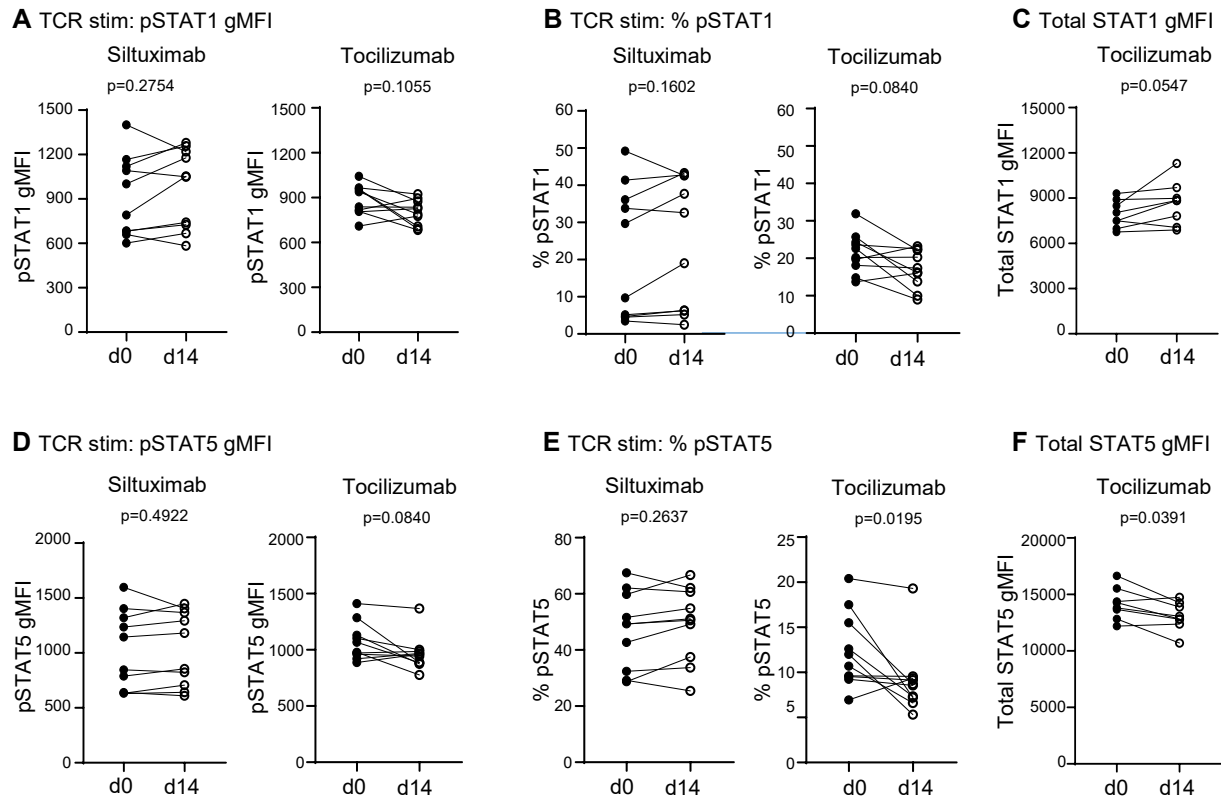 A TCR stim: pSTAT1 gMFI
Siltuximab
p=0.2754
pSTAT1 gMFI
1500
1200
900
600
300
0
d0 d14
Tocilizumab
p=0.1055
pSTAT1 gMFI
1500
1200
900
600
300
0
d0 d14
B TCR stim: % pSTAT1
Siltuximab
p=0.1602
% pSTAT1
60
50
40
30
20
10
0
d0 d14
Tocilizumab
p=0.0840
% pSTAT1
60
50
40
30
20
10
0
d0 d14
C Total STAT1 gMFI
Tocilizumab
p=0.0547
Total STAT1 gMFI
15000
12000
9000
6000
3000
0
d0 d14
D TCR stim: pSTAT5 gMFI
Siltuximab
p=0.4922
pSTAT5 gMFI
2000
1500
1000
500
0
d0 d14
Tocilizumab
p=0.0840
pSTAT5 gMFI
2000
1500
1000
500
0
d0 d14
E TCR stim: % pSTAT5
Siltuximab
p=0.2637
% pSTAT5
80
60
40
20
0
d0 d14
Tocilizumab
p=0.0195
% pSTAT5
25
20
15
10
5
0
d0 d14
F Total STAT5 gMFI
Tocilizumab
p=0.0391
Total STAT5 gMFI
20000
15000
10000
5000
0
d0 d14